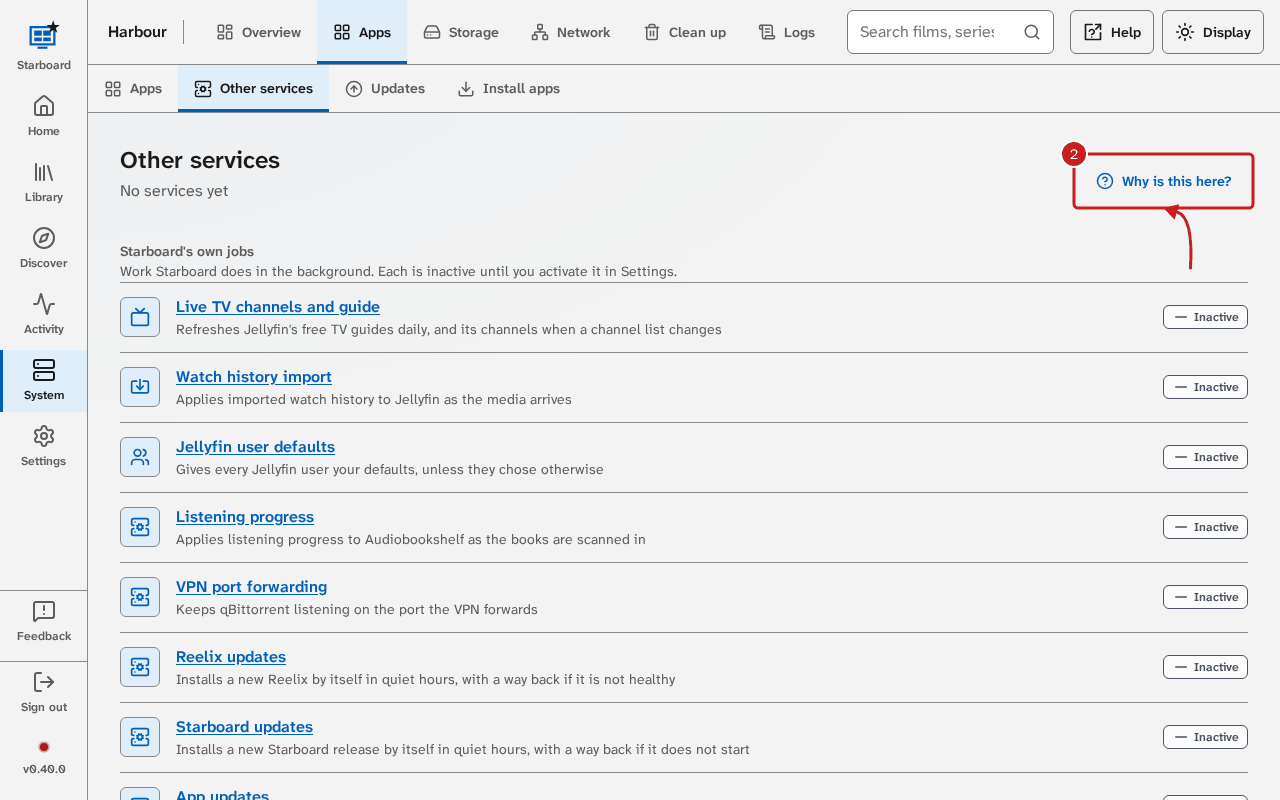 Starboard
Home
Library
Discover
Activity
System
Settings
Feedback
Sign out
v0.40.0
Harbour
Overview
Apps
Storage
Network
Clean up
Logs
Search films, series
Help
Display
Apps
Other services
Updates
Install apps
Other services
No services yet
2
Why is this here?
Starboard's own jobs
Work Starboard does in the background. Each is inactive until you activate it in Settings.
Live TV channels and guide
Refreshes Jellyfin's free TV guides daily, and its channels when a channel list changes
Inactive
Watch history import
Applies imported watch history to Jellyfin as the media arrives
Inactive
Jellyfin user defaults
Gives every Jellyfin user your defaults, unless they chose otherwise
Inactive
Listening progress
Applies listening progress to Audiobookshelf as the books are scanned in
Inactive
VPN port forwarding
Keeps qBittorrent listening on the port the VPN forwards
Inactive
Reelix updates
Installs a new Reelix by itself in quiet hours, with a way back if it is not healthy
Inactive
Starboard updates
Installs a new Starboard release by itself in quiet hours, with a way back if it does not start
Inactive
App updates